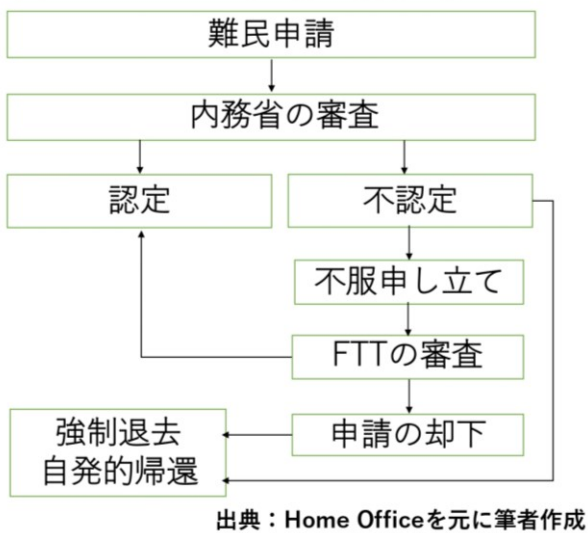 難民申請
内務省の審査
認定
不認定
不服申し立て
FTTの審査
申請の却下
強制退去
自発的帰還
出典：Home Officeを元に筆者作成